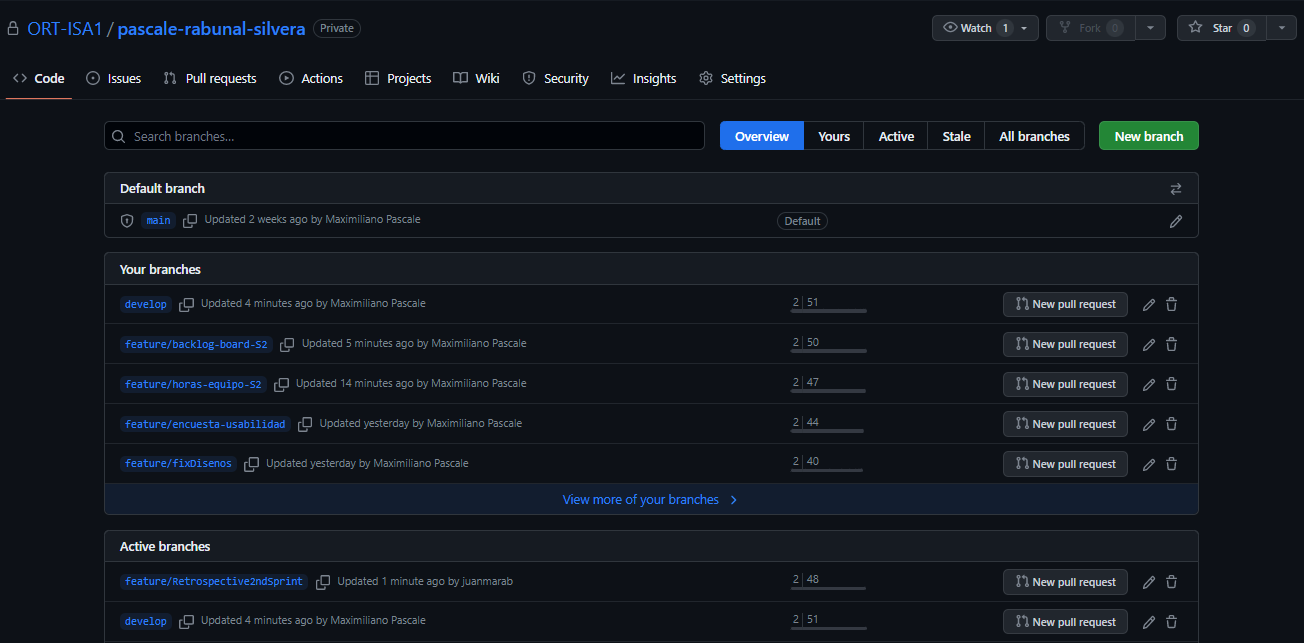 ORT-ISA1 / pascale-rabunal-silvera Private Watch 1 Fork 0 Star 0
Code Issues Pull requests Actions Projects Wiki Security Insights Settings
Search branches... Overview Yours Active Stale All branches New branch
Default branch
main Updated 2 weeks ago by Maximiliano Pascale Default
Your branches
develop Updated 4 minutes ago by Maximiliano Pascale 2 | 51 New pull request
feature/backlog-board-S2 Updated 5 minutes ago by Maximiliano Pascale 2 | 50 New pull request
feature/horas-equipo-S2 Updated 14 minutes ago by Maximiliano Pascale 2 | 47 New pull request
feature/encuesta-usabilidad Updated yesterday by Maximiliano Pascale 2 | 44 New pull request
feature/fixDisenos Updated yesterday by Maximiliano Pascale 2 | 40 New pull request
View more of your branches
Active branches
feature/Retrospective2ndSprint Updated 1 minute ago by juanmarab 2 | 48 New pull request
develop Updated 4 minutes ago by Maximiliano Pascale 2 | 51 New pull request